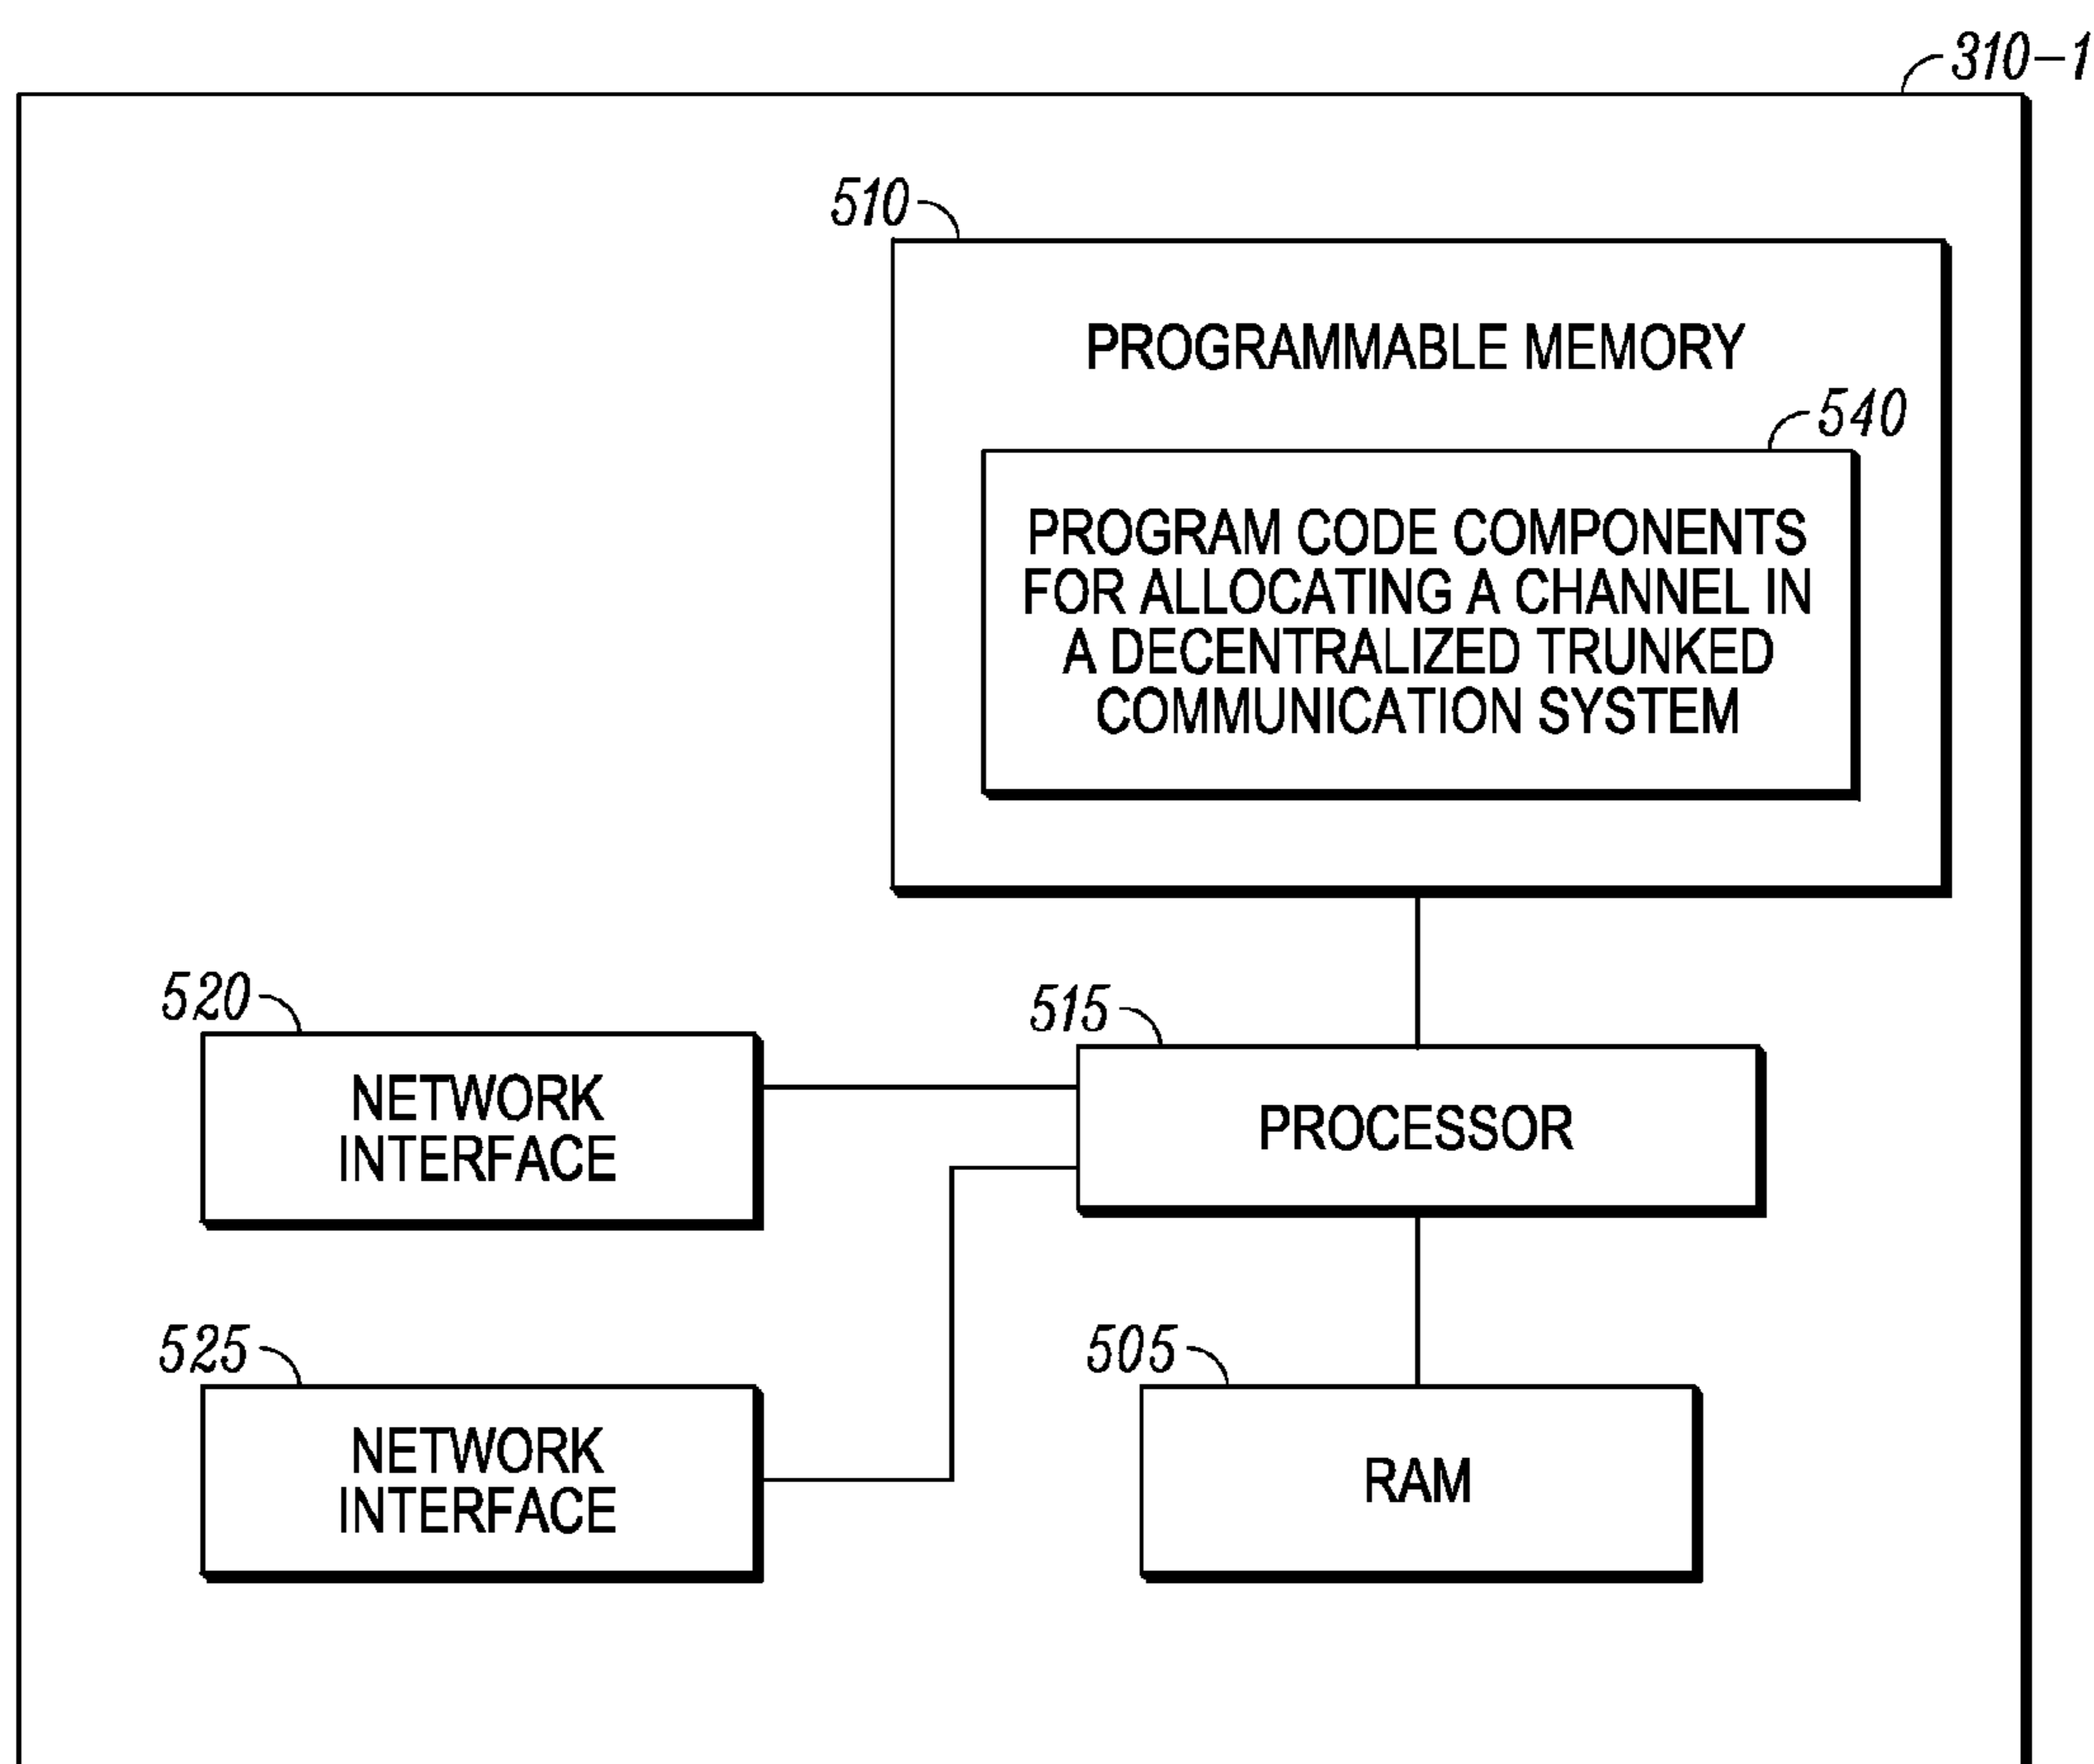 310-1
510
PROGRAMMABLE MEMORY
540
PROGRAM CODE COMPONENTS
FOR ALLOCATING A CHANNEL IN
A DECENTRALIZED TRUNKED
COMMUNICATION SYSTEM
520
NETWORK
INTERFACE
515
PROCESSOR
525
NETWORK
INTERFACE
505
RAM